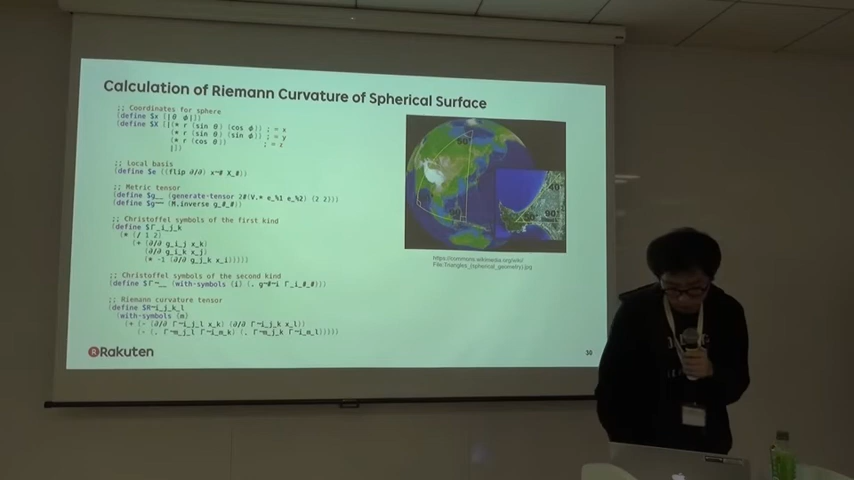 Calculation of Riemann Curvature of Spherical Surface
;; Coordinates for sphere
(define $x [|θ φ|])
(define $X [|(* r (sin θ) (cos φ)) ; = x
(* r (sin θ) (sin φ)) ; = y
(* r (cos θ)) ; = z
|])
;; Local basis
(define $e ((flip ∂/∂) x~# X_#))
;; Metric tensor
(define $g__ (generate-tensor 2#(V.* e_%1 e_%2) {2 2}))
(define $g~~ (M.inverse g_#_#))
;; Christoffel symbols of the first kind
(define $Γ_i_j_k
(* (/ 1 2)
(+ (∂/∂ g_i_j x_k)
(∂/∂ g_i_k x_j)
(* -1 (∂/∂ g_j_k x_i)))))
;; Christoffel symbols of the second kind
(define $Γ~__ (with-symbols {i} (. g~#~i Γ_i_#_#)))
;; Riemann curvature tensor
(define $R~i_j_k_l
(with-symbols {m}
(+ (- (∂/∂ Γ~i_j_l x_k) (∂/∂ Γ~i_j_k x_l))
(- (. Γ~m_j_l Γ~i_m_k) (. Γ~m_j_k Γ~i_m_l)))))
https://commons.wikimedia.org/wiki/
File:Triangles_(spherical_geometry).jpg
R Rakuten
30